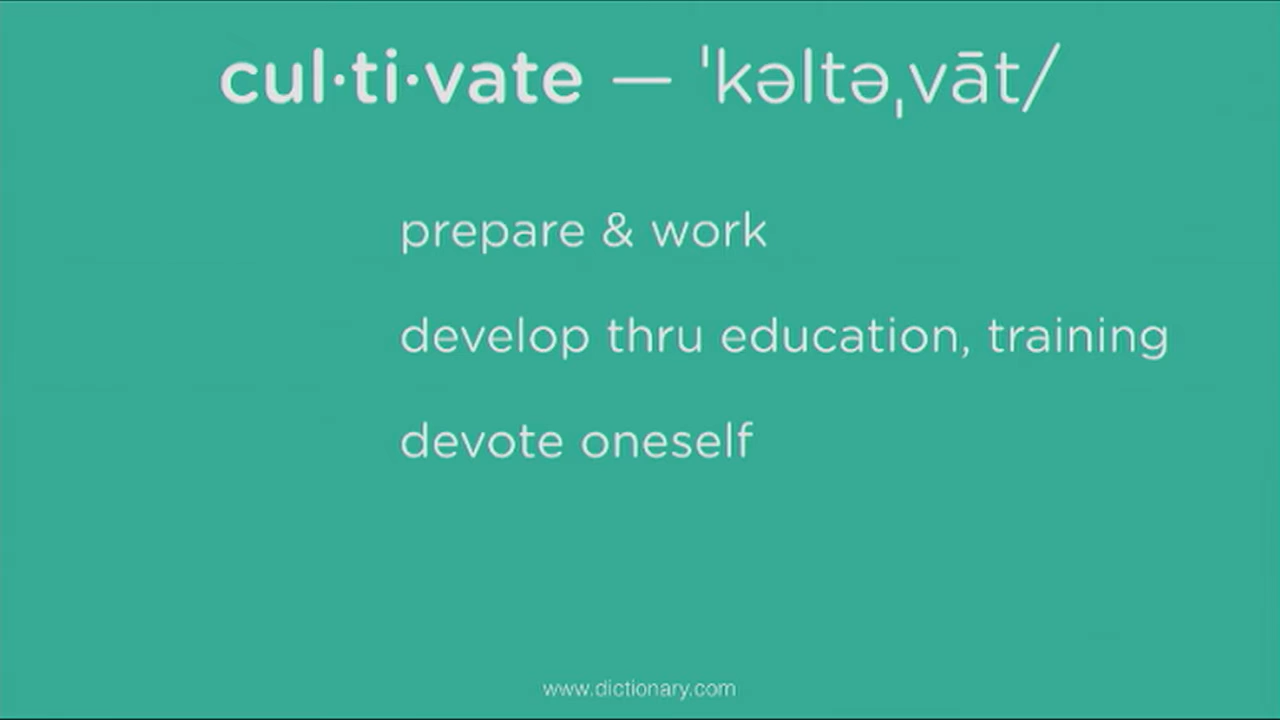 cul·ti·vate — ˈkəltəˌvāt/
prepare & work
develop thru education, training
devote oneself
www.dictionary.com